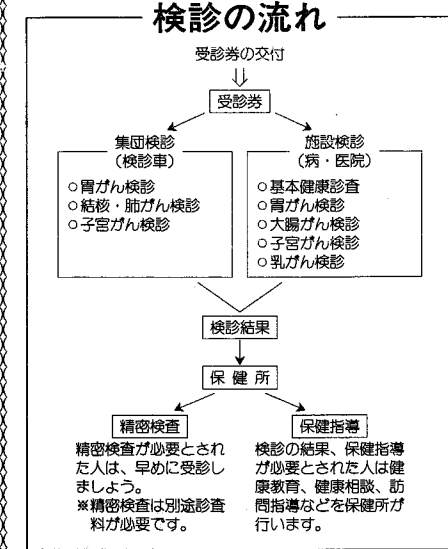 検診の流れ
受診券の交付
受診券
集団検診
(検診車)
○胃がん検診
○結核・肺がん検診
○子宮がん検診
施設検診
(病・医院)
○基本健康診査
○胃がん検診
○大腸がん検診
○子宮がん検診
○乳がん検診
検診結果
保健所
精密検査
精密検査が必要とされ
た人は、早めに受診し
ましょう。
※精密検査は別途診査
料が必要です。
保健指導
検診の結果、保健指導
が必要とされた人は健
康教育、健康相談、訪
問指導などを保健所が
行います。